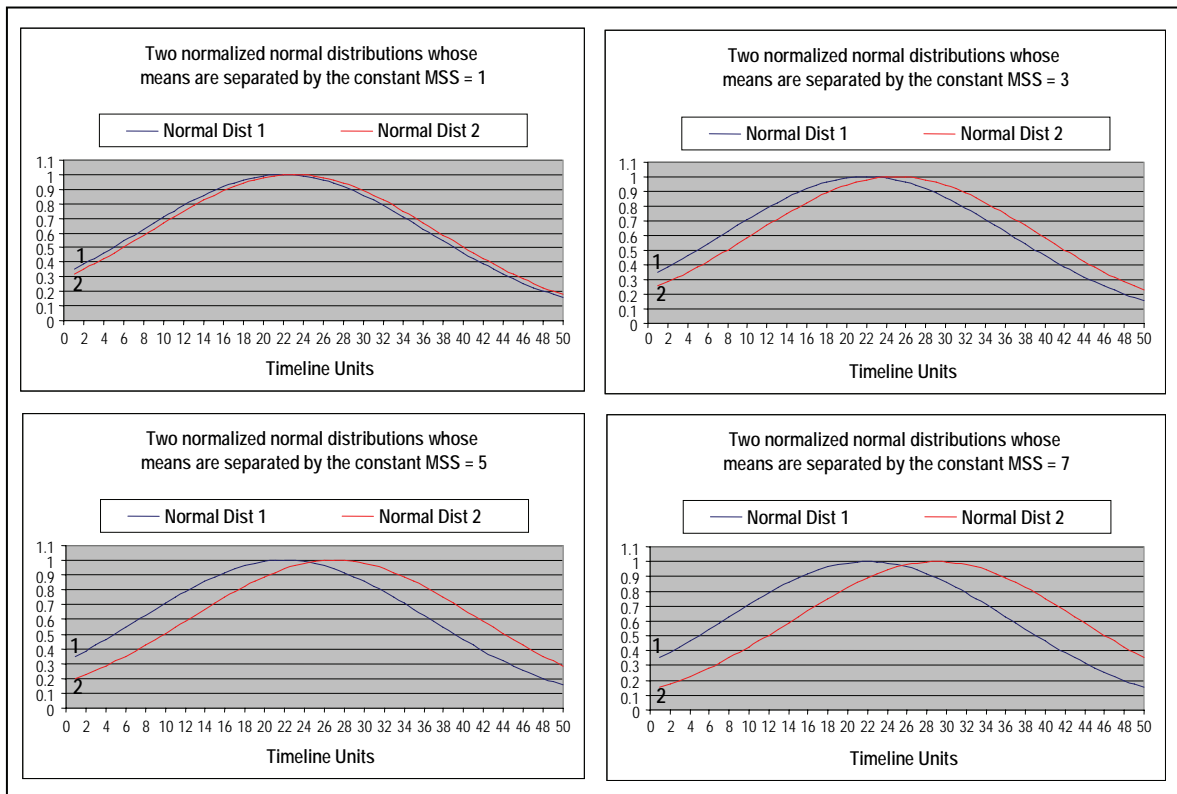 Two normalized normal distributions whose
means are separated by the constant MSS = 1
Normal Dist 1 Normal Dist 2
1.1
1
0.9
0.8
0.7
0.6
0.5
0.4
0.3
0.2
0.1
0
1
2
0 2 4 6 8 10 12 14 16 18 20 22 24 26 28 30 32 34 36 38 40 42 44 46 48 50
Timeline Units
Two normalized normal distributions whose
means are separated by the constant MSS = 3
Normal Dist 1 Normal Dist 2
1.1
1
0.9
0.8
0.7
0.6
0.5
0.4
0.3
0.2
0.1
0
1
2
0 2 4 6 8 10 12 14 16 18 20 22 24 26 28 30 32 34 36 38 40 42 44 46 48 50
Timeline Units
Two normalized normal distributions whose
means are separated by the constant MSS = 5
Normal Dist 1 Normal Dist 2
1.1
1
0.9
0.8
0.7
0.6
0.5
0.4
0.3
0.2
0.1
0
1
2
0 2 4 6 8 10 12 14 16 18 20 22 24 26 28 30 32 34 36 38 40 42 44 46 48 50
Timeline Units
Two normalized normal distributions whose
means are separated by the constant MSS = 7
Normal Dist 1 Normal Dist 2
1.1
1
0.9
0.8
0.7
0.6
0.5
0.4
0.3
0.2
0.1
0
1
2
0 2 4 6 8 10 12 14 16 18 20 22 24 26 28 30 32 34 36 38 40 42 44 46 48 50
Timeline Units